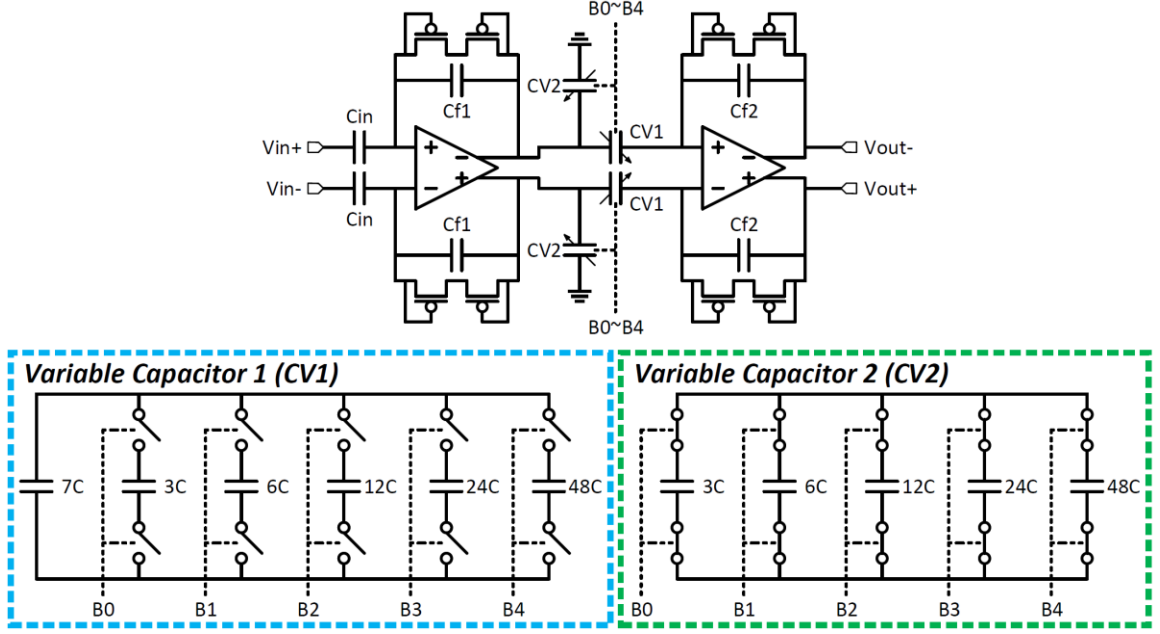 B0~B4
CV2
Cf1
Cf2
Cin
CV1
Vin+
+
−
+
−
Vout-
Vin-
−
+
−
+
Vout+
Cin
CV1
Cf1
Cf2
CV2
B0~B4
Variable Capacitor 1 (CV1)
7C 3C 6C 12C 24C 48C
B0 B1 B2 B3 B4
Variable Capacitor 2 (CV2)
3C 6C 12C 24C 48C
B0 B1 B2 B3 B4